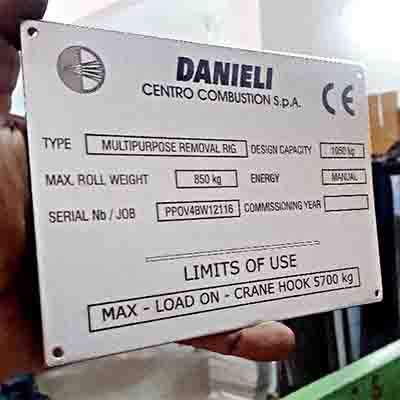 DANIELI
CENTRO COMBUSTION S.p.A.
CE
TYPE MULTIPURPOSE REMOVAL RIG DESIGN CAPACITY 1050 kg
MAX. ROLL WEIGHT 850 kg ENERGY MANUAL
SERIAL Nb / JOB PPOV4BW12116 COMMISSIONING YEAR
LIMITS OF USE
MAX - LOAD ON - CRANE HOOK 5700 kg
5